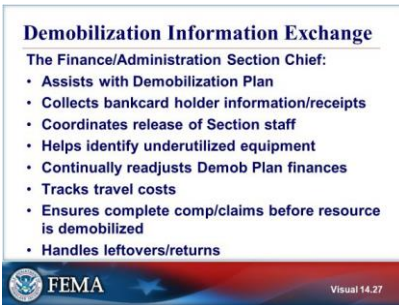 Demobilization Information Exchange
The Finance/Administration Section Chief:
• Assists with Demobilization Plan
• Collects bankcard holder information/receipts
• Coordinates release of Section staff
• Helps identify underutilized equipment
• Continually readjusts Demob Plan finances
• Tracks travel costs
• Ensures complete comp/claims before resource
is demobilized
• Handles leftovers/returns
FEMA
Visual 14.27